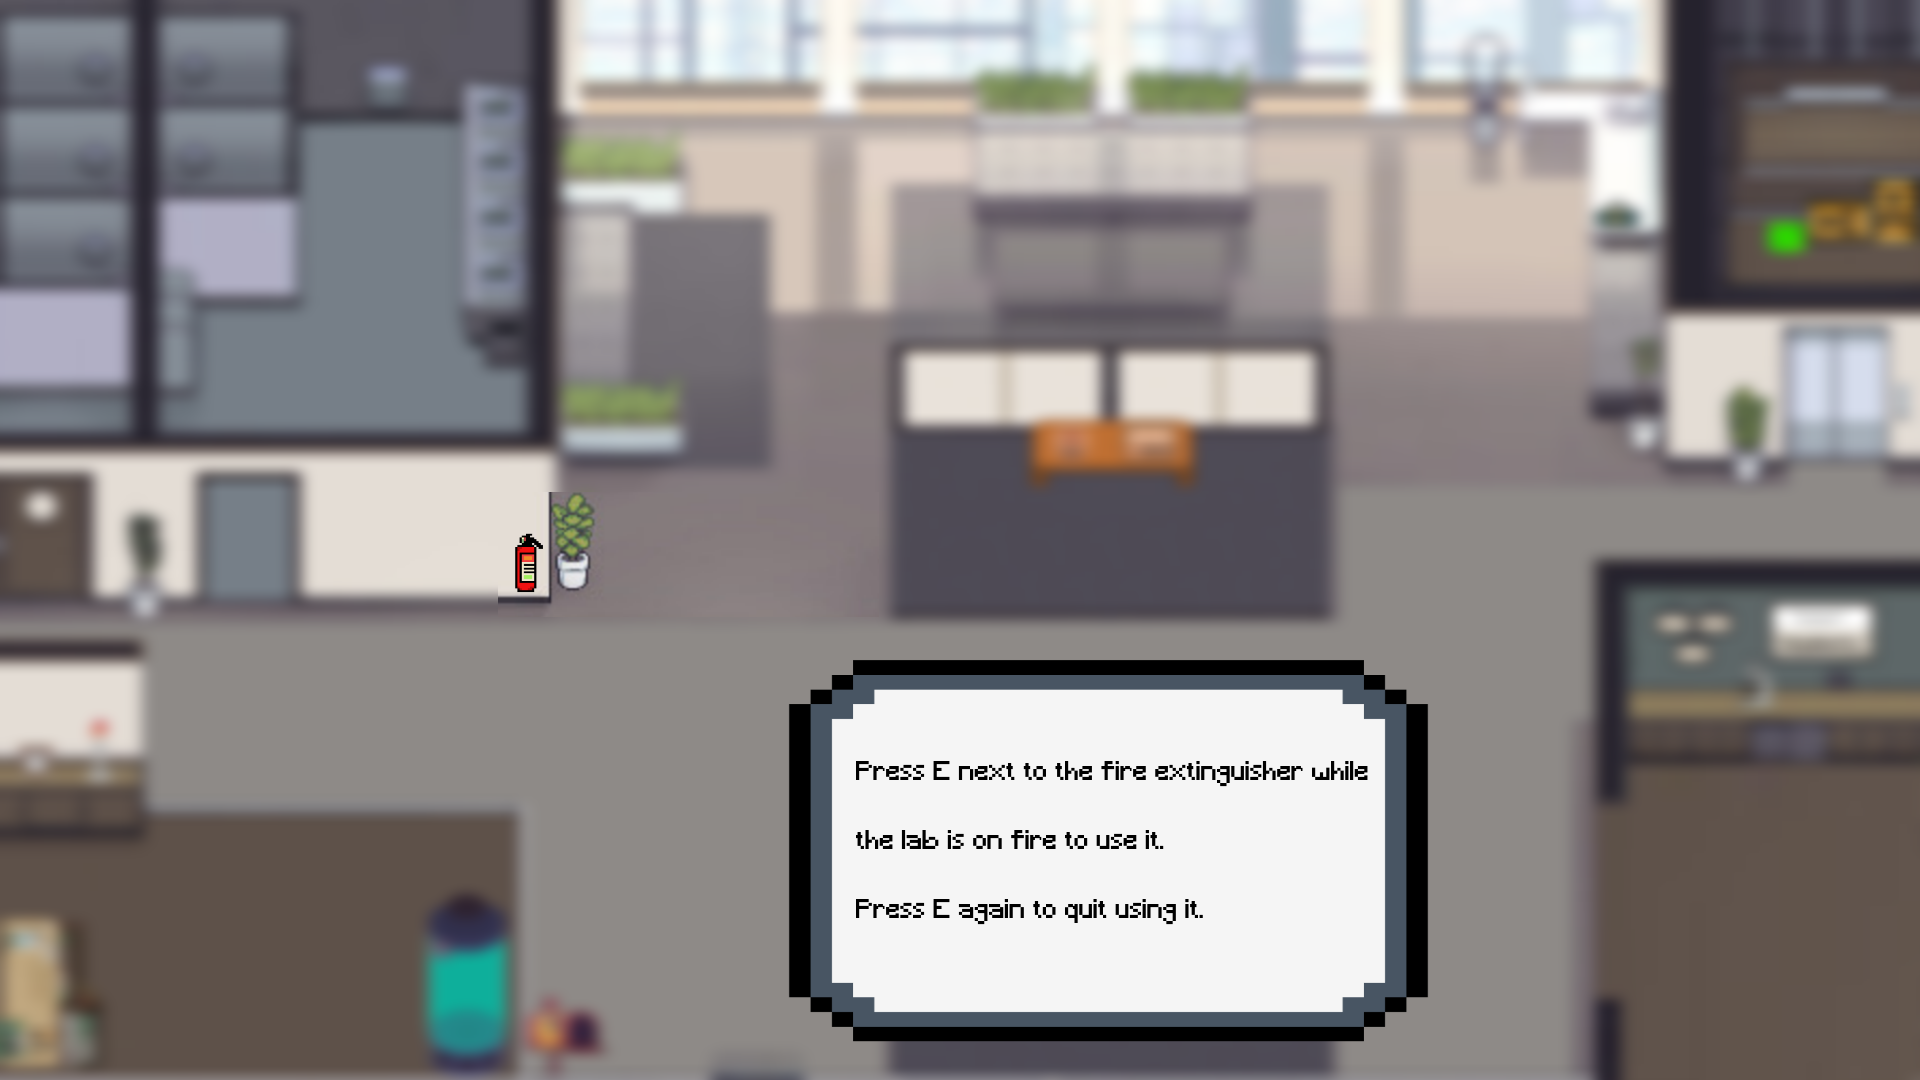 Press E next to the fire extinguisher while
the lab is on fire to use it.
Press E again to quit using it.